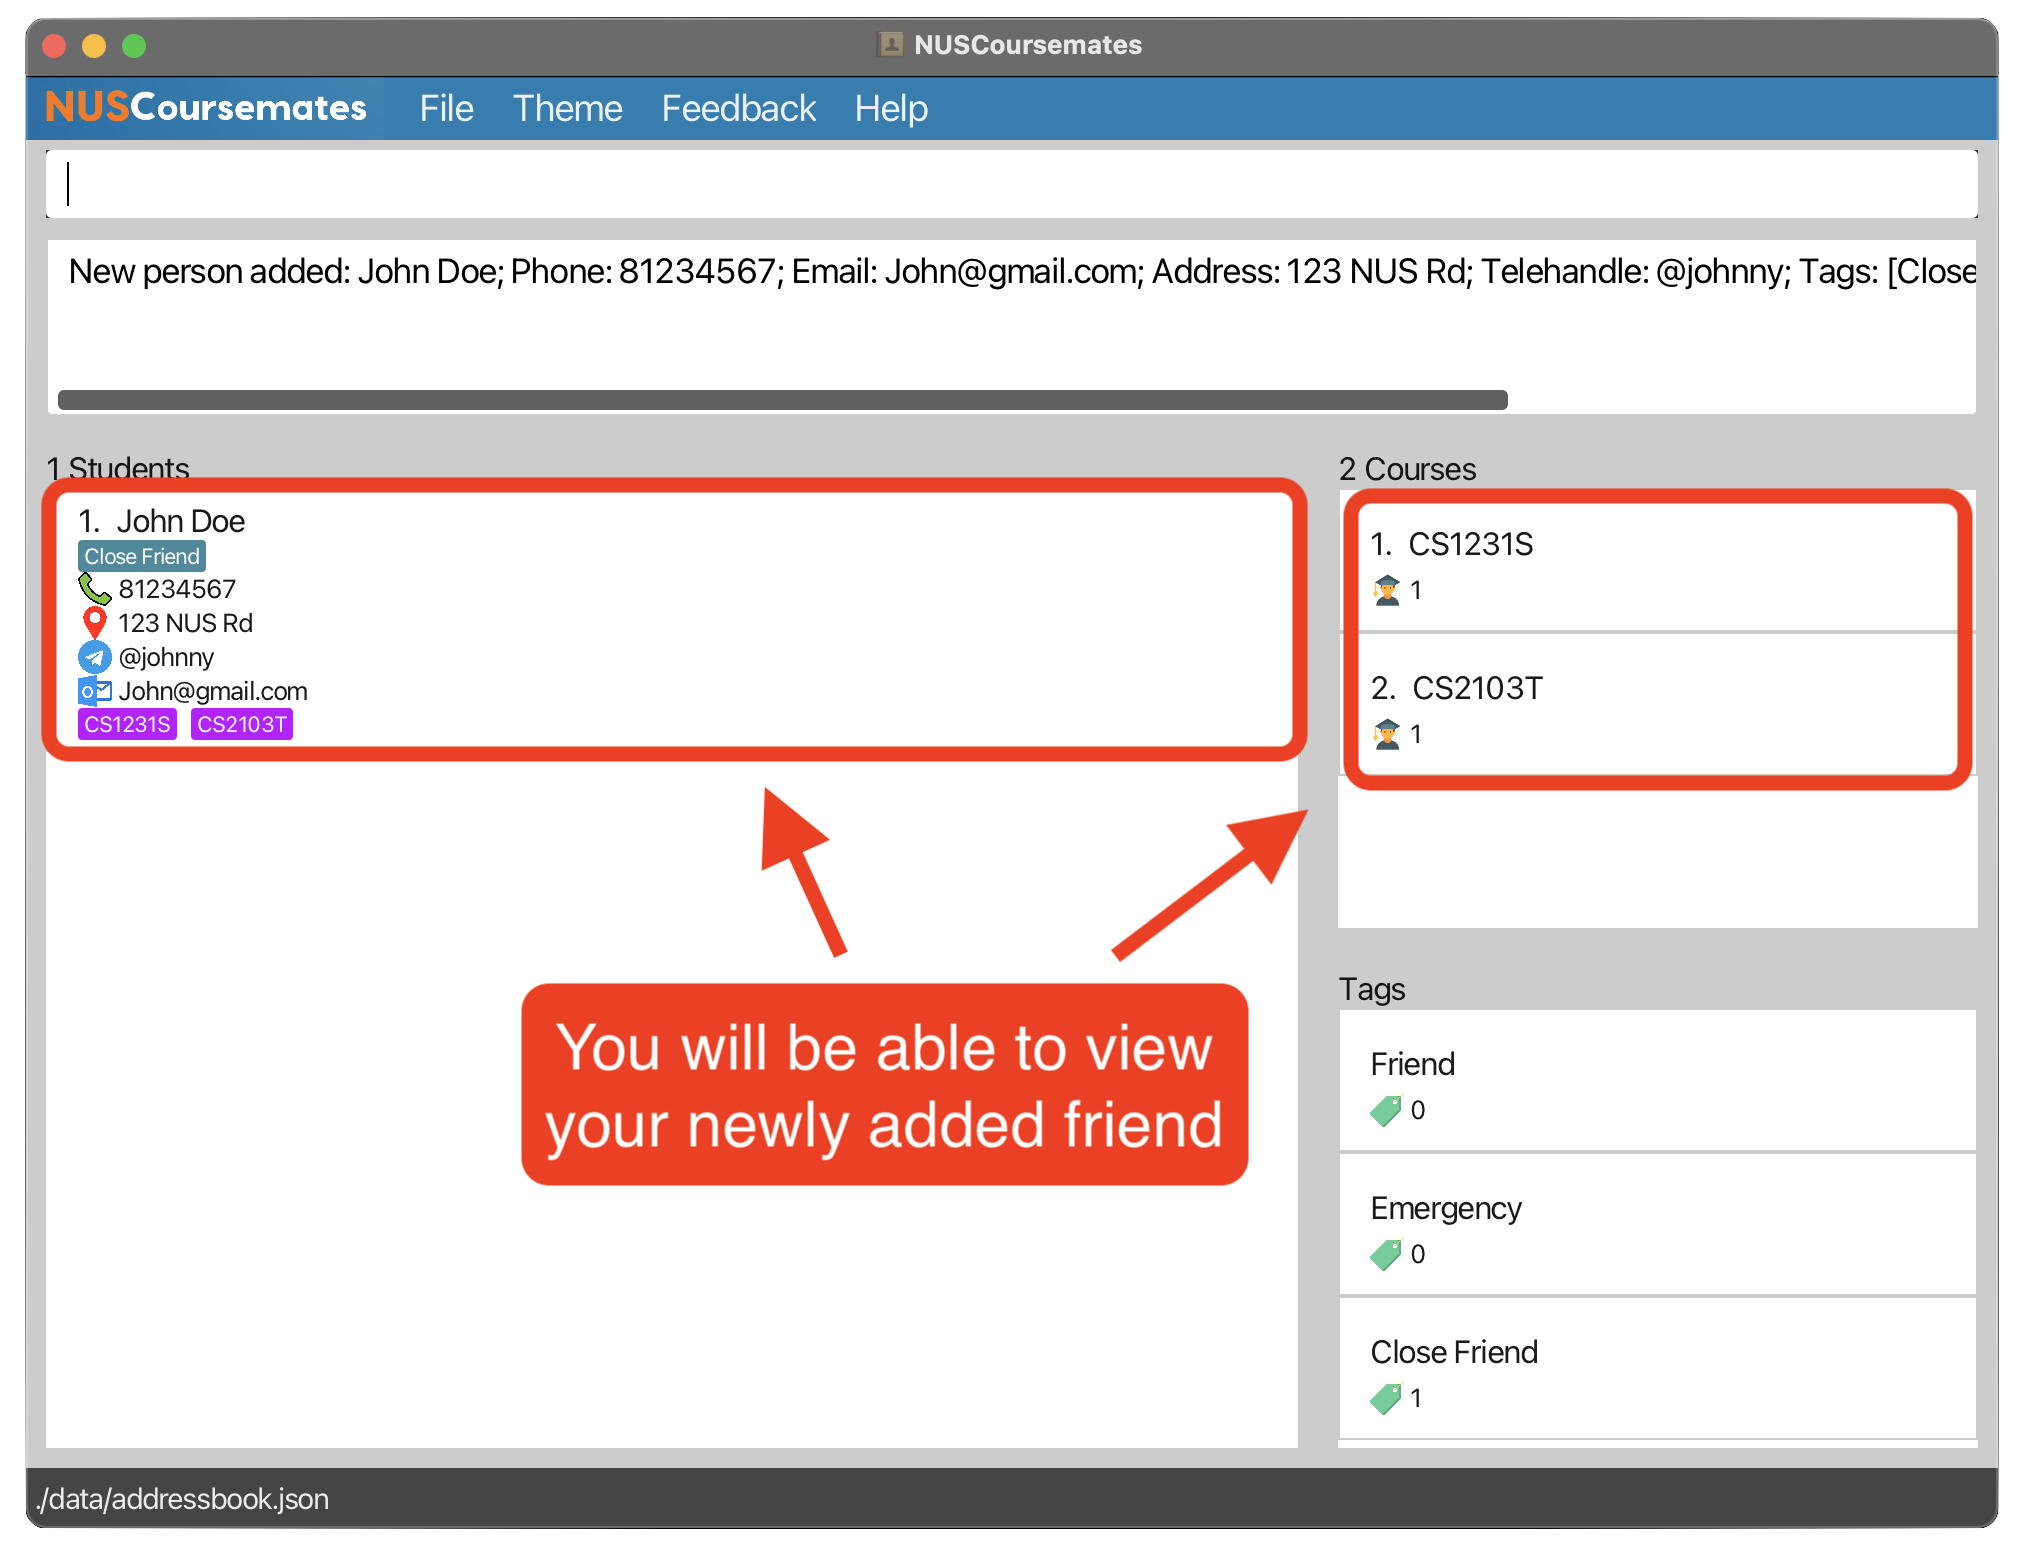 NUSCoursemates
NUSCoursemates File Theme Feedback Help
New person added: John Doe; Phone: 81234567; Email: John@gmail.com; Address: 123 NUS Rd; Telehandle: @johnny; Tags: [Close
1 Students
1. John Doe
Close Friend
81234567
123 NUS Rd
@johnny
John@gmail.com
CS1231S CS2103T
2 Courses
1. CS1231S
1
2. CS2103T
1
You will be able to view
your newly added friend
Tags
Friend
0
Emergency
0
Close Friend
1
./data/addressbook.json